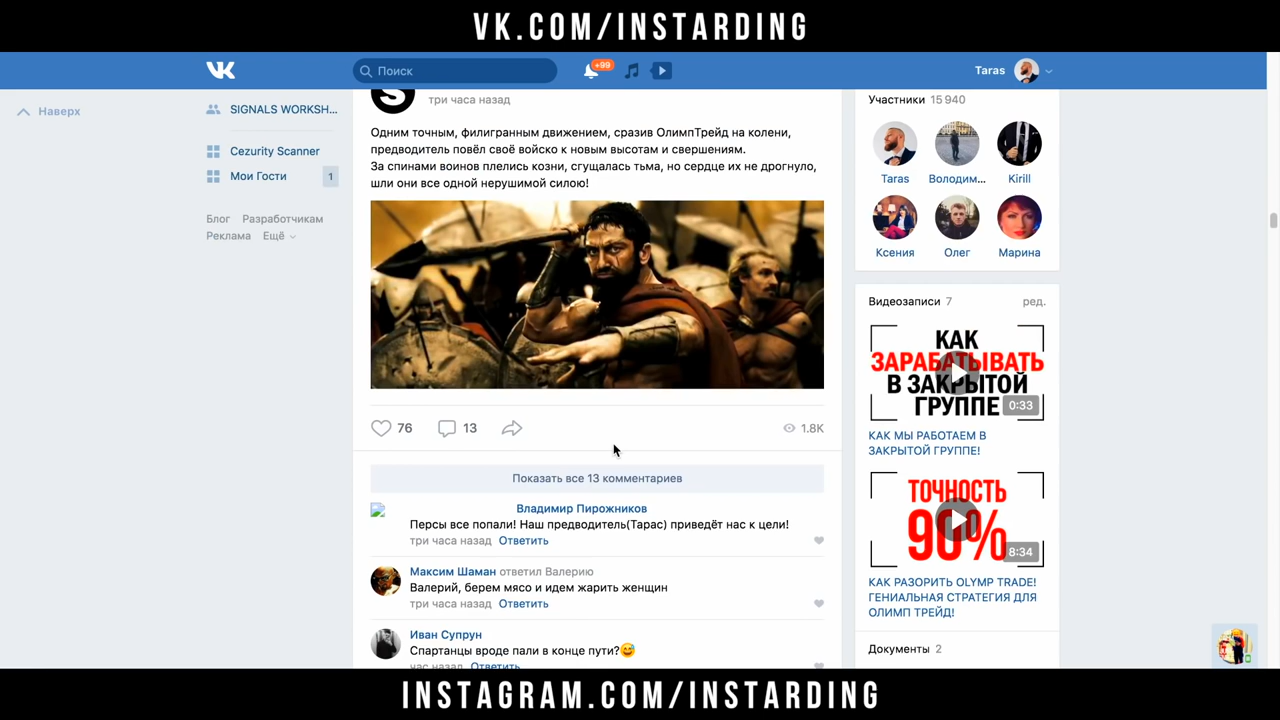 VK.COM/INSTARDING
Поиск
+99
Taras
Наверх
SIGNALS WORKSH...
Cezurity Scanner
Мои Гости
1
Блог Разработчикам
Реклама Ещё
S
три часа назад
Одним точным, филигранным движением, сразив ОлимпТрейд на колени,
предводитель повёл своё войско к новым высотам и свершениям.
За спинами воинов плелись козни, сгущалась тьма, но сердце их не дрогнуло,
шли они все одной нерушимой силою!
76
13
1.8K
Показать все 13 комментариев
Владимир Пирожников
Персы все попали! Наш предводитель(Тарас) приведёт нас к цели!
три часа назад Ответить
Максим Шаман ответил Валерию
Валерий, берем мясо и идем жарить женщин
три часа назад Ответить
Иван Супрун
Спартанцы вроде пали в конце пути?😅
час назад Ответить
Участники 15 940
Taras
Володим...
Kirill
Ксения
Олег
Марина
Видеозаписи 7
ред.
КАК
ЗАРАБАТЫВАТЬ
В ЗАКРЫТОЙ
ГРУППЕ
0:33
КАК МЫ РАБОТАЕМ В
ЗАКРЫТОЙ ГРУППЕ!
ТОЧНОСТЬ
90%
8:34
КАК РАЗОРИТЬ OLYMP TRADE!
ГЕНИАЛЬНАЯ СТРАТЕГИЯ ДЛЯ
ОЛИМП ТРЕЙД!
Документы 2
INSTAGRAM.COM/INSTARDING